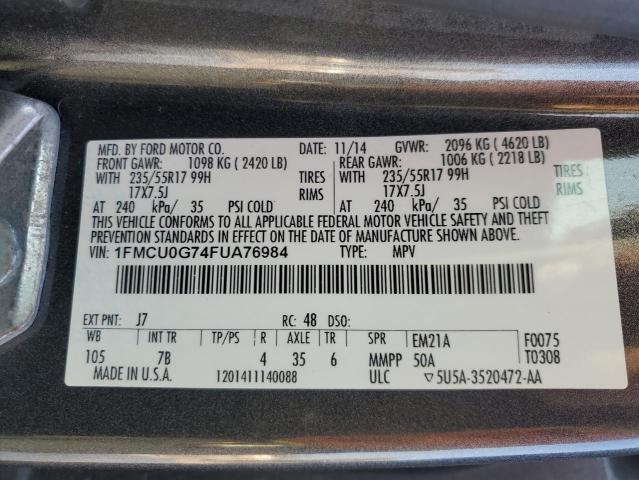 MFD. BY FORD MOTOR CO. DATE: 11/14 GVWR: 2096 KG ( 4620 LB)
FRONT GAWR: 1098 KG ( 2420 LB) REAR GAWR: 1006 KG ( 2218 LB)
WITH 235/55R17 99H TIRES WITH 235/55R17 99H TIRES
17X7.5J RIMS 17X7.5J RIMS
AT 240 kPa/ 35 PSI COLD AT 240 kPa/ 35 PSI COLD
THIS VEHICLE CONFORMS TO ALL APPLICABLE FEDERAL MOTOR VEHICLE SAFETY AND THEFT
PREVENTION STANDARDS IN EFFECT ON THE DATE OF MANUFACTURE SHOWN ABOVE.
VIN: 1FMCU0G74FUA76984 TYPE: MPV
EXT PNT: J7 RC: 48 DSO:
WB INT TR TP/PS R AXLE TR SPR EM21A F0075
105 7B 4 35 6 MMPP 50A T0308
MADE IN U.S.A. 1201411140088 ULC ▽5U5A-3520472-AA